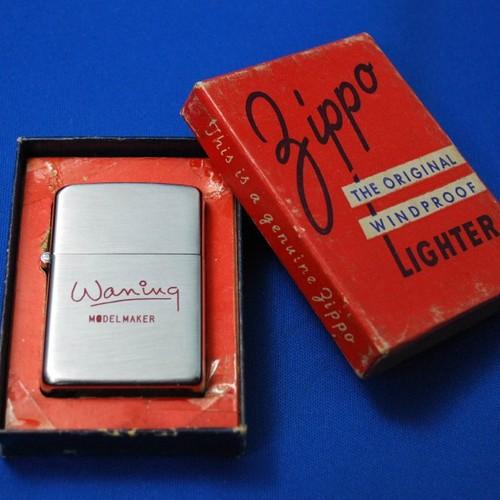 Waning
MODELMAKER
Zippo
THE ORIGINAL
WINDPROOF
LIGHTER
This is a genuine Zippo